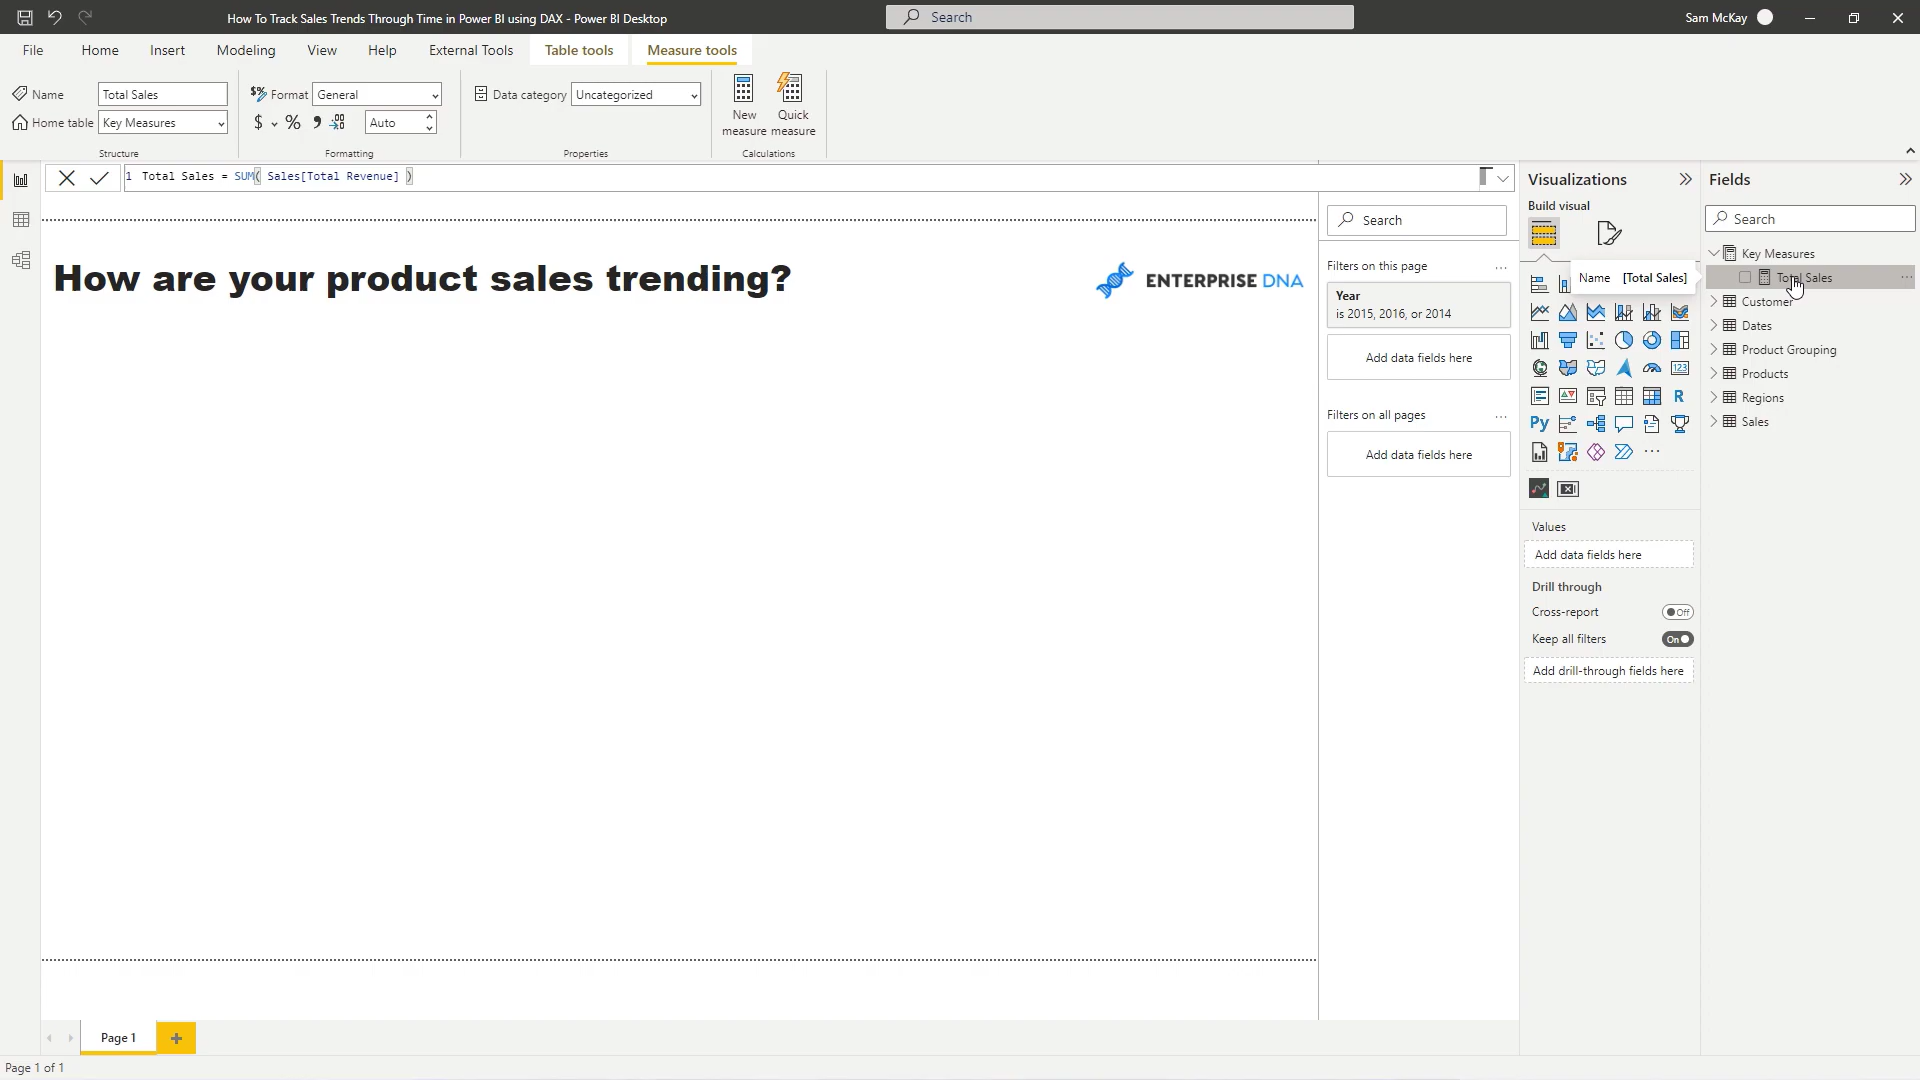 How To Track Sales Trends Through Time in Power BI using DAX - Power BI Desktop
Search
Sam McKay
File
Home
Insert
Modeling
View
Help
External Tools
Table tools
Measure tools
Name
Total Sales
Home table
Key Measures
Structure
$% Format
General
$
%
Auto
Formatting
Data category
Uncategorized
Properties
New measure
Quick measure
Calculations
1 Total Sales = SUM( Sales[Total Revenue] )
How are your product sales trending?
ENTERPRISE DNA
Search
Filters on this page
Year
is 2015, 2016, or 2014
Add data fields here
Filters on all pages
Add data fields here
Visualizations
Build visual
Name [Total Sales]
123
R
Py
Values
Add data fields here
Drill through
Cross-report
Off
Keep all filters
On
Add drill-through fields here
Fields
Search
Key Measures
Total Sales
Customer
Dates
Product Grouping
Products
Regions
Sales
Page 1
Page 1 of 1